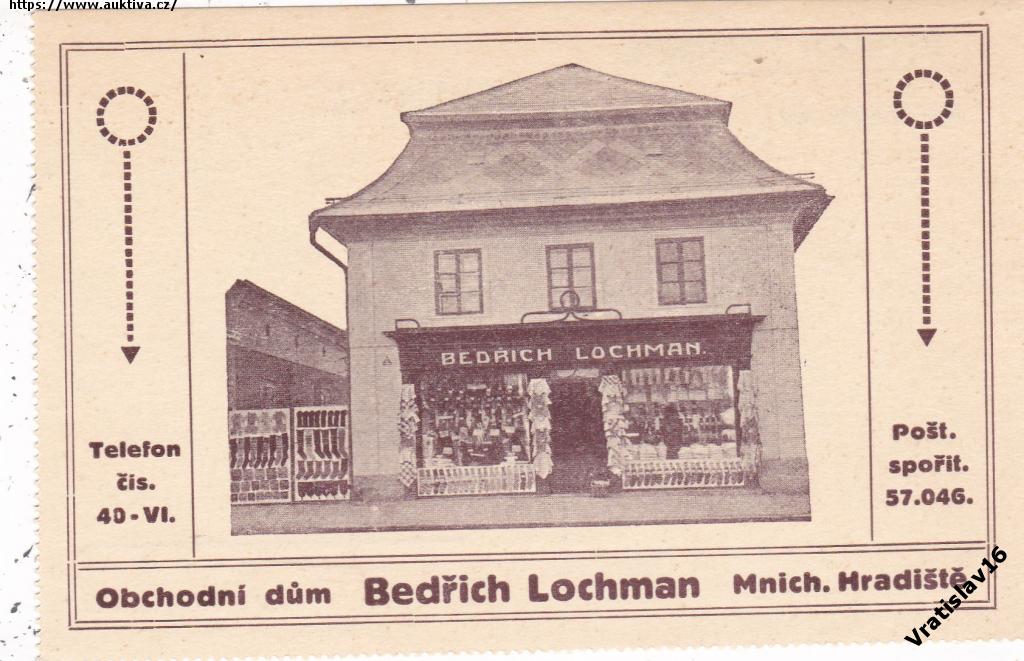 https://www.auktiva.cz/
BEDŘICH LOCHMAN.
Telefon
čís.
40-VI.
Pošt.
spořit.
57.046.
Obchodní dům Bedřich Lochman Mnich. Hradiště
Vratislav16